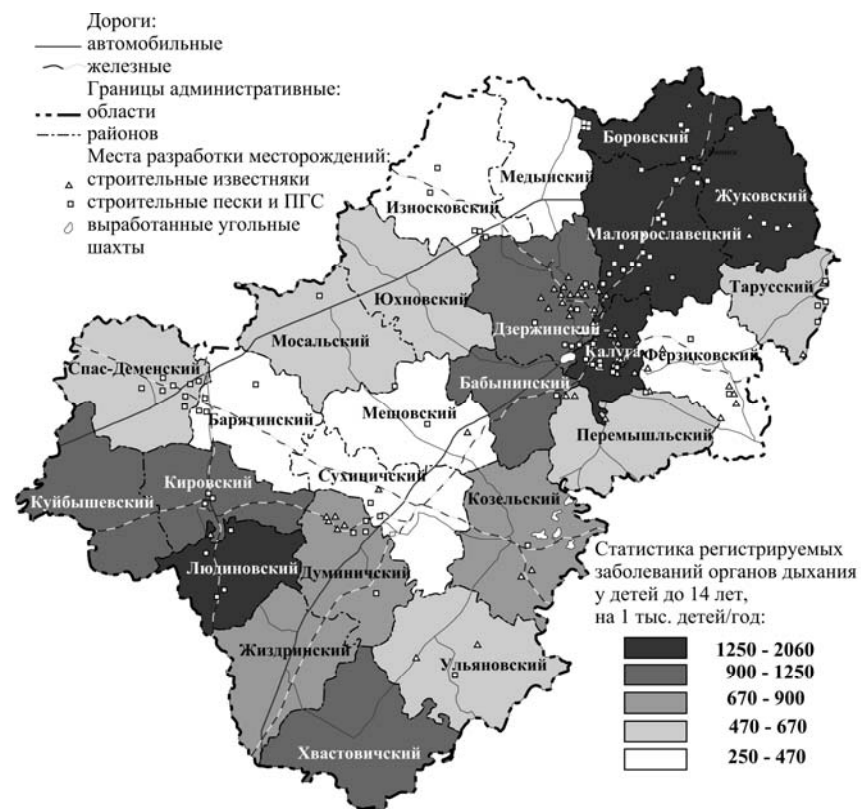 Дороги:
автомобильные
железные
Границы административные:
области
районов
Места разработки месторождений:
строительные известняки
строительные пески и ПГС
выработанные угольные
шахты
Боровский
Медынский
Жуковский
Износковский
Малоярославецкий
Тарусский
Юхновский
Дзержинский
Мосальский
Калуга
Ферзиковский
Спас-Деменский
Бабынинский
Барятинский
Мещовский
Перемышльский
Сухиничский
Кировский
Козельский
Куйбышевский
Людиновский
Думиничский
Жиздринский
Ульяновский
Хвастовичский
Статистика регистрируемых
заболеваний органов дыхания
у детей до 14 лет,
на 1 тыс. детей/год:
1250 - 2060
900 - 1250
670 - 900
470 - 670
250 - 470